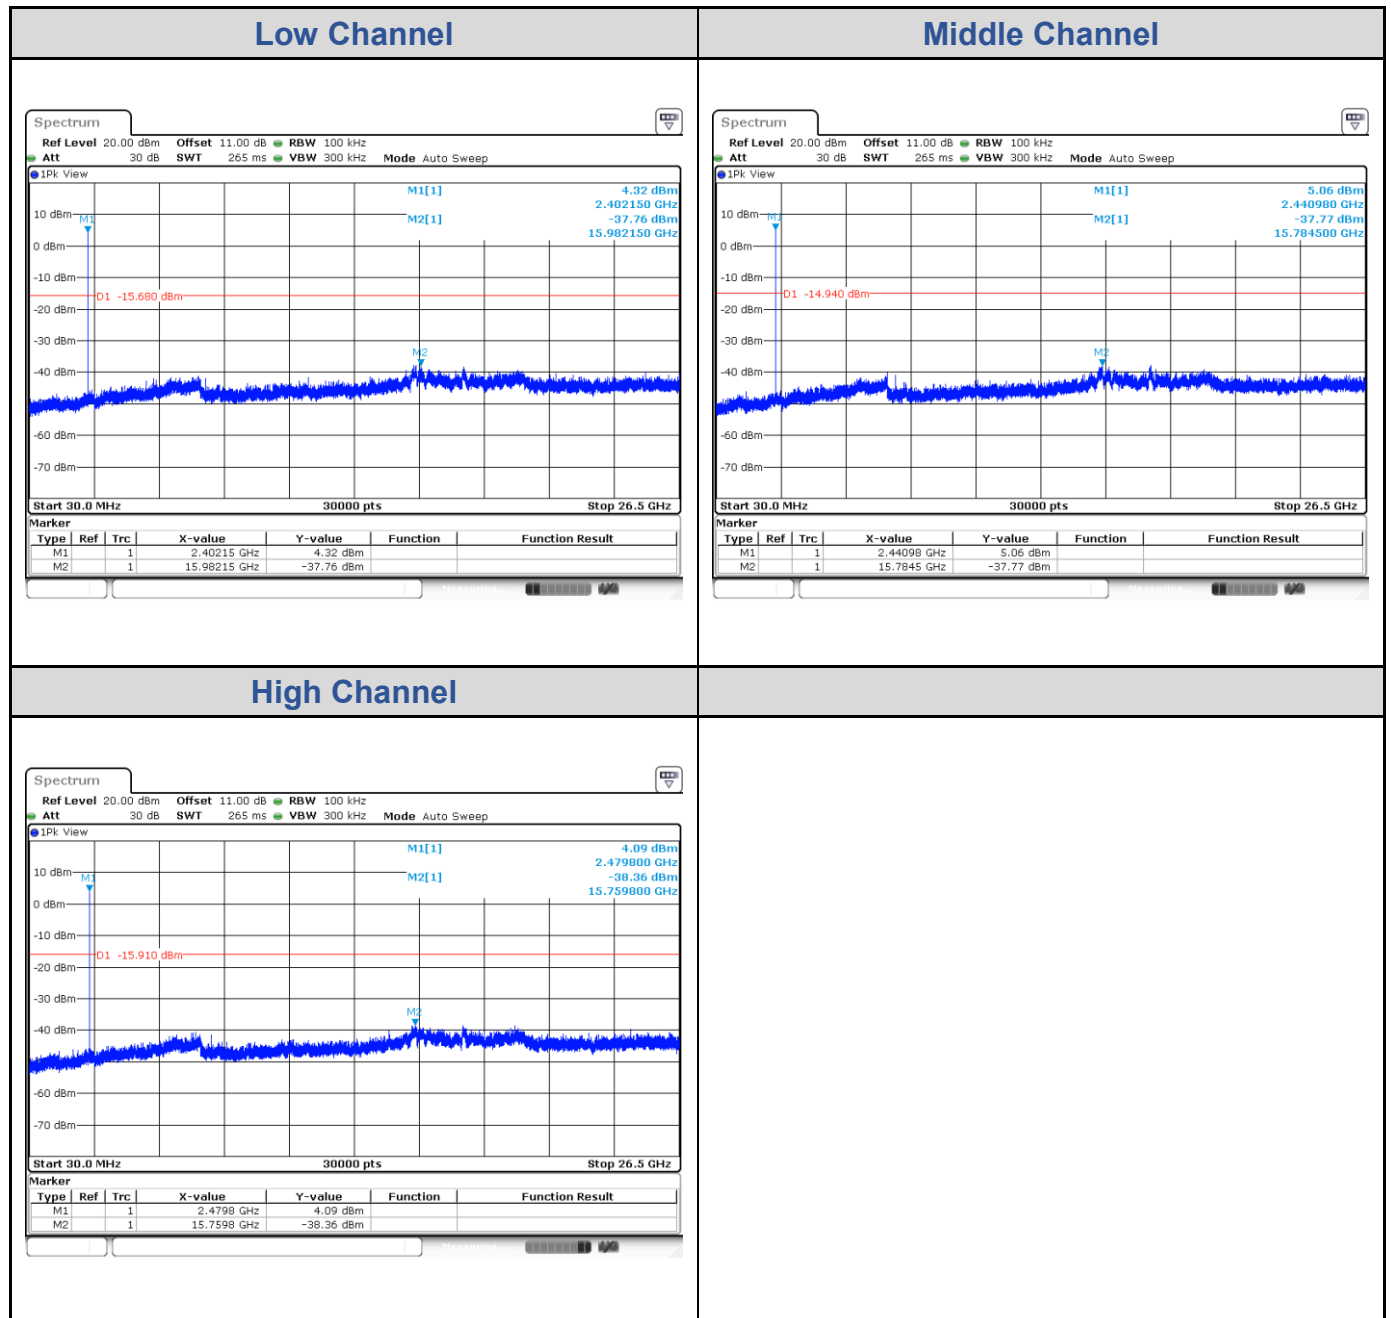 Low Channel
Middle Channel
Spectrum
Ref Level 20.00 dBm Offset 11.00 dB RBW 100 kHz
Att 30 dB SWT 265 ms VBW 300 kHz Mode Auto Sweep
1Pk View
M1[1] 4.32 dBm
2.402150 GHz
10 dBm
M1
M2[1] -37.76 dBm
15.982150 GHz
0 dBm
-10 dBm
D1 -15.680 dBm
-20 dBm
-30 dBm
M2
-40 dBm
-60 dBm
-70 dBm
Start 30.0 MHz 30000 pts Stop 26.5 GHz
Marker
Type Ref Trc X-value Y-value Function Function Result
M1 1 2.40215 GHz 4.32 dBm
M2 1 15.98215 GHz -37.76 dBm
Spectrum
Ref Level 20.00 dBm Offset 11.00 dB RBW 100 kHz
Att 30 dB SWT 265 ms VBW 300 kHz Mode Auto Sweep
1Pk View
M1[1] 5.06 dBm
2.440980 GHz
10 dBm
M1
M2[1] -37.77 dBm
15.784500 GHz
0 dBm
-10 dBm
D1 -14.940 dBm
-20 dBm
-30 dBm
M2
-40 dBm
-60 dBm
-70 dBm
Start 30.0 MHz 30000 pts Stop 26.5 GHz
Marker
Type Ref Trc X-value Y-value Function Function Result
M1 1 2.44098 GHz 5.06 dBm
M2 1 15.7845 GHz -37.77 dBm
High Channel
Spectrum
Ref Level 20.00 dBm Offset 11.00 dB RBW 100 kHz
Att 30 dB SWT 265 ms VBW 300 kHz Mode Auto Sweep
1Pk View
M1[1] 4.09 dBm
2.479800 GHz
10 dBm
M1
M2[1] -38.36 dBm
15.759800 GHz
0 dBm
-10 dBm
D1 -15.910 dBm
-20 dBm
-30 dBm
M2
-40 dBm
-60 dBm
-70 dBm
Start 30.0 MHz 30000 pts Stop 26.5 GHz
Marker
Type Ref Trc X-value Y-value Function Function Result
M1 1 2.4798 GHz 4.09 dBm
M2 1 15.7598 GHz -38.36 dBm